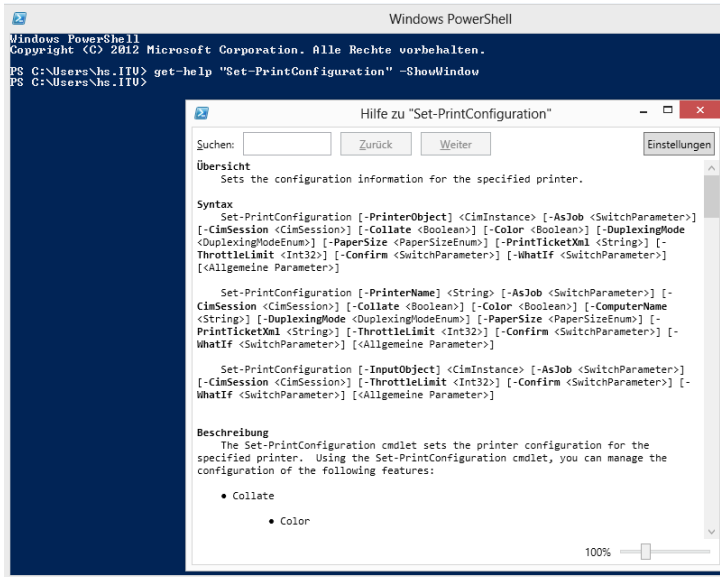 Windows PowerShell
Windows PowerShell
Copyright (C) 2012 Microsoft Corporation. Alle Rechte vorbehalten.
PS C:\Users\hs.ITV> get-help "Set-PrintConfiguration" -ShowWindow
PS C:\Users\hs.ITV>
Hilfe zu "Set-PrintConfiguration"
Suchen: Zurück Weiter Einstellungen
Übersicht
Sets the configuration information for the specified printer.
Syntax
Set-PrintConfiguration [-PrinterObject] <CimInstance> [-AsJob <SwitchParameter>]
[-CimSession <CimSession>] [-Collate <Boolean>] [-Color <Boolean>] [-DuplexingMode
<DuplexingModeEnum>] [-PaperSize <PaperSizeEnum>] [-PrintTicketXml <String>] [-
ThrottleLimit <Int32>] [-Confirm <SwitchParameter>] [-WhatIf <SwitchParameter>]
[<Allgemeine Parameter>]
Set-PrintConfiguration [-PrinterName] <String> [-AsJob <SwitchParameter>] [-
CimSession <CimSession>] [-Collate <Boolean>] [-Color <Boolean>] [-ComputerName
<String>] [-DuplexingMode <DuplexingModeEnum>] [-PaperSize <PaperSizeEnum>] [-
PrintTicketXml <String>] [-ThrottleLimit <Int32>] [-Confirm <SwitchParameter>] [-
WhatIf <SwitchParameter>] [<Allgemeine Parameter>]
Set-PrintConfiguration [-InputObject] <CimInstance> [-AsJob <SwitchParameter>]
[-CimSession <CimSession>] [-ThrottleLimit <Int32>] [-Confirm <SwitchParameter>] [-
WhatIf <SwitchParameter>] [<Allgemeine Parameter>]
Beschreibung
The Set-PrintConfiguration cmdlet sets the printer configuration for the
specified printer.  Using the Set-PrintConfiguration cmdlet, you can manage the
configuration of the following features:
• Collate
• Color
100%